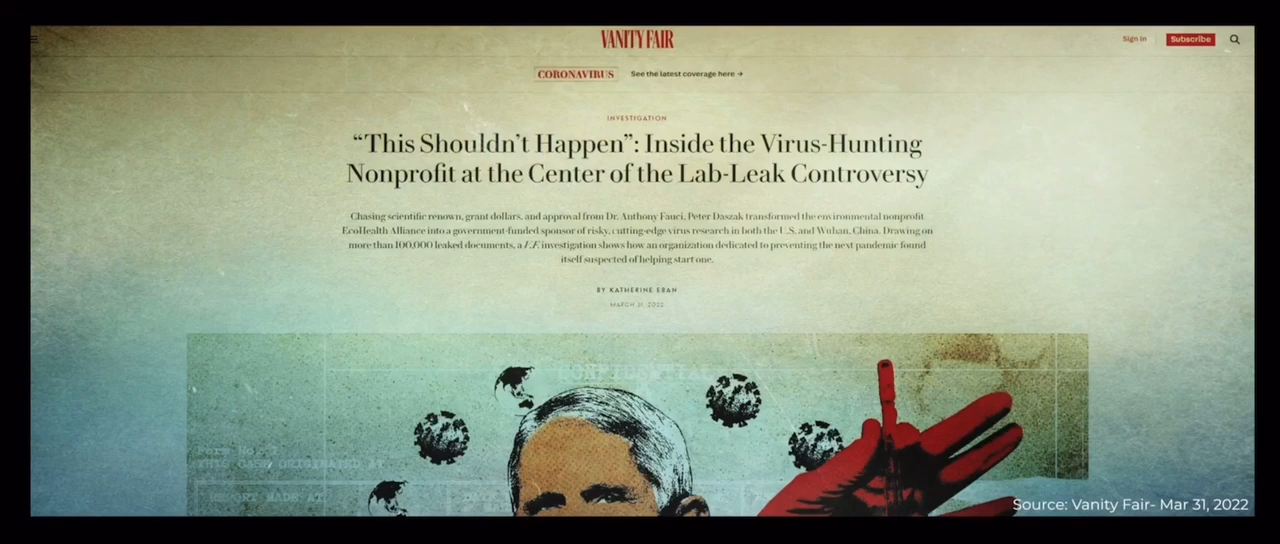 VANITY FAIR
Sign In
Subscribe
CORONAVIRUS
See the latest coverage here →
INVESTIGATION
“This Shouldn’t Happen”: Inside the Virus-Hunting
Nonprofit at the Center of the Lab-Leak Controversy
Chasing scientific renown, grant dollars, and approval from Dr. Anthony Fauci, Peter Daszak transformed the environmental nonprofit
EcoHealth Alliance into a government-funded sponsor of risky, cutting-edge virus research in both the U.S. and Wuhan, China. Drawing on
more than 100,000 leaked documents, a V.F. investigation shows how an organization dedicated to preventing the next pandemic found
itself suspected of helping start one.
BY KATHERINE EBAN
MARCH 31, 2022
CONFIDENTIAL
Form No. 1
THIS CASE ORIGINATED AT
REPORT MADE AT
Source: Vanity Fair- Mar 31, 2022